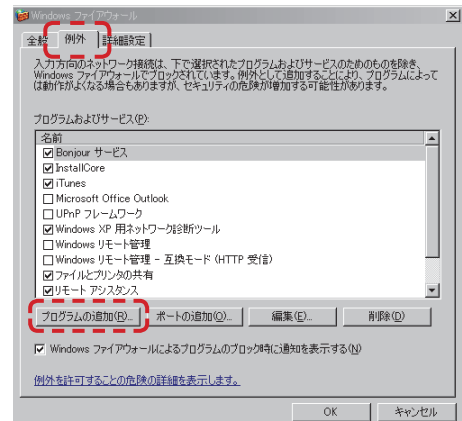 Windows ファイアウォール
全般 例外 詳細設定
入力方向のネットワーク接続は、下で選択されたプログラムおよびサービスのためのものを除き、
Windows ファイアウォールでブロックされています。例外として追加することにより、プログラムによって
は動作がよくなる場合もありますが、セキュリティの危険が増加する可能性があります。
プログラムおよびサービス(P):
名前
Bonjour サービス
InstallCore
iTunes
Microsoft Office Outlook
UPnP フレームワーク
Windows XP 用ネットワーク診断ツール
Windows リモート管理
Windows リモート管理 - 互換モード (HTTP 受信)
ファイルとプリンタの共有
リモート アシスタンス
プログラムの追加(R)... ポートの追加(O)... 編集(E)... 削除(D)
Windows ファイアウォールによるプログラムのブロック時に通知を表示する(N)
例外を許可することの危険の詳細を表示します。
OK キャンセル